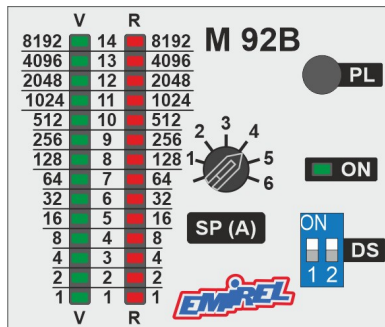 V R
8192 14 8192 M 92B
4096 13 4096
2048 12 2048
1024 11 1024
512 10 512
256 9 256
128 8 128
64 7 64
32 6 32
16 5 16
8 4 8
4 3 4
2 2 2
1 1 1
V R
PL
1 2 3 4 5 6
ON
SP (A)
ON
1 2
DS
EMIREL